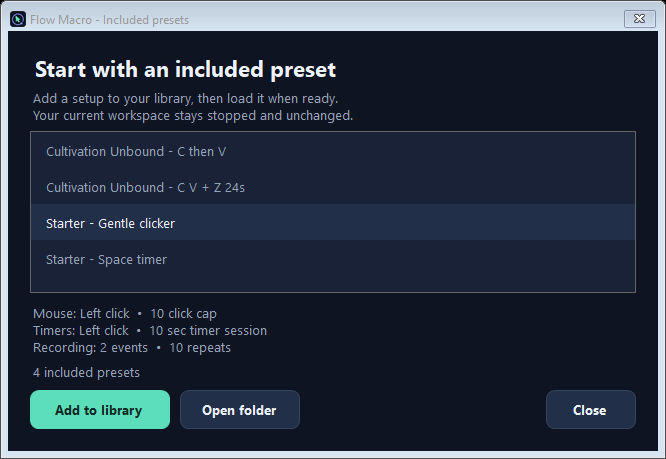 Flow Macro - Included presets
Start with an included preset
Add a setup to your library, then load it when ready.
Your current workspace stays stopped and unchanged.
Cultivation Unbound - C then V
Cultivation Unbound - C V + Z 24s
Starter - Gentle clicker
Starter - Space timer
Mouse: Left click • 10 click cap
Timers: Left click • 10 sec timer session
Recording: 2 events • 10 repeats
4 included presets
Add to library Open folder Close